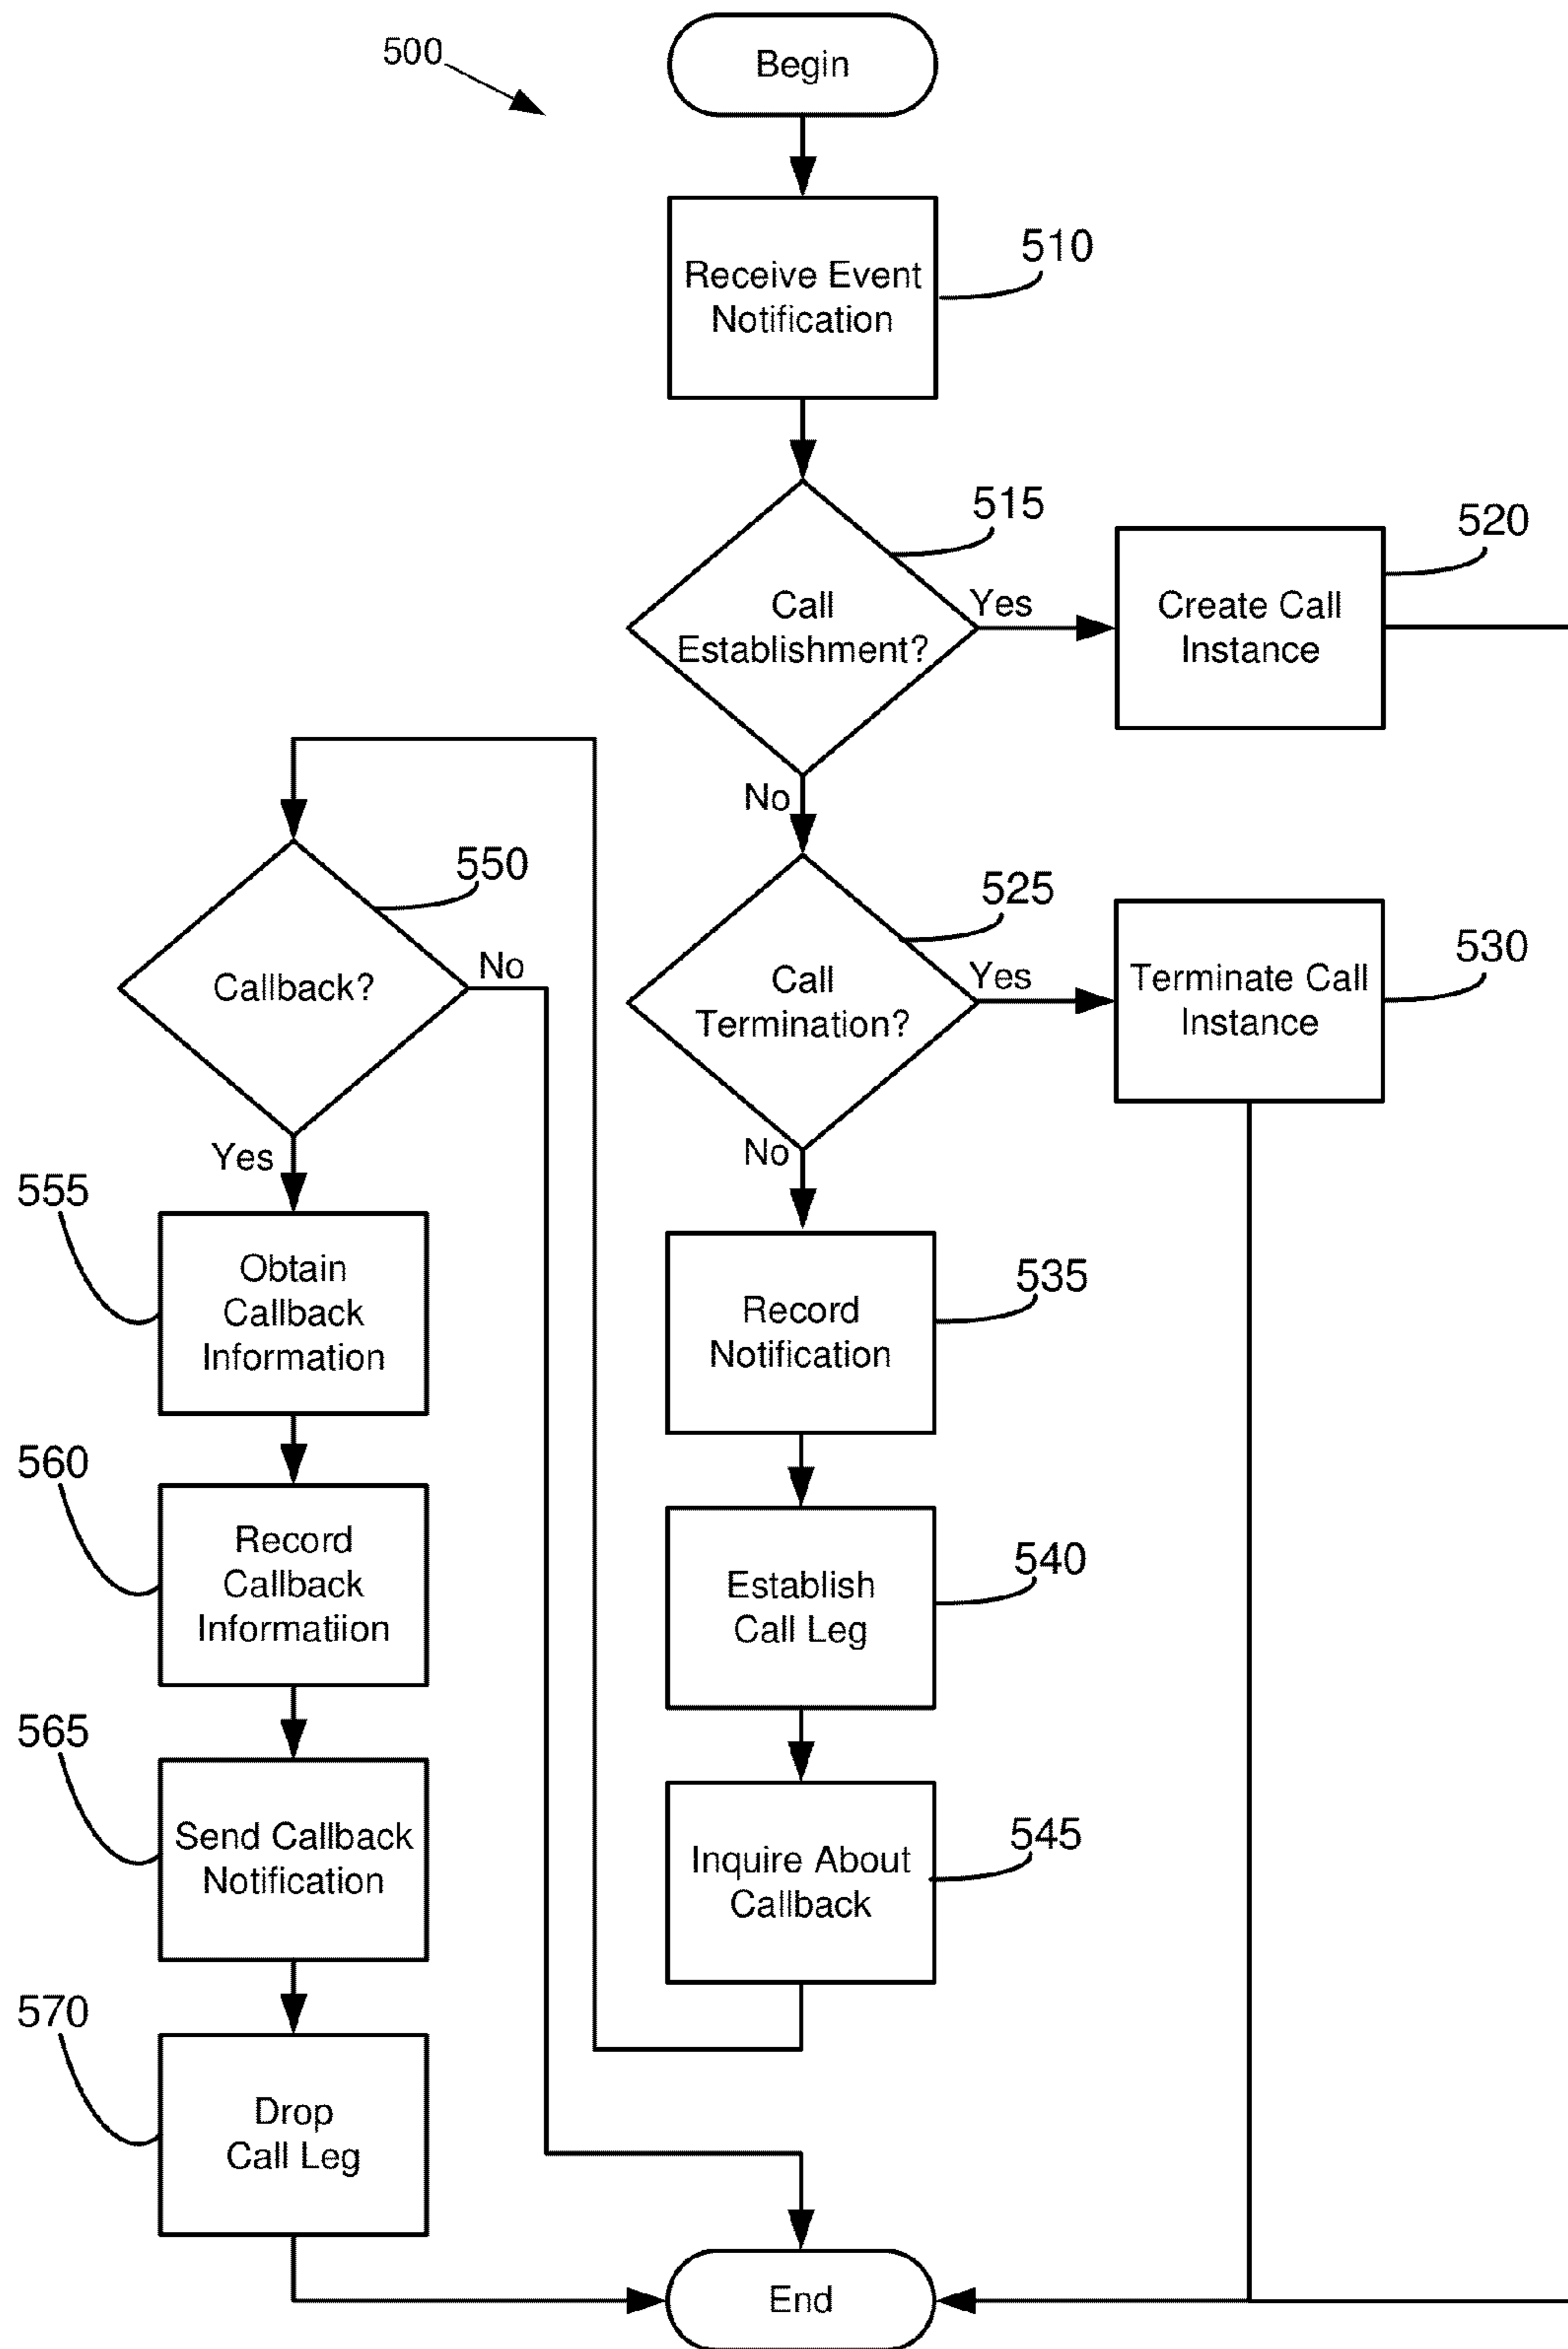 500
Begin
510
Receive Event
Notification
515
Call
Establishment?
Yes
520
Create Call
Instance
No
525
Call
Termination?
Yes
530
Terminate Call
Instance
No
535
Record
Notification
540
Establish
Call Leg
545
Inquire About
Callback
550
Callback?
No
Yes
555
Obtain
Callback
Information
560
Record
Callback
Informatiion
565
Send Callback
Notification
570
Drop
Call Leg
End